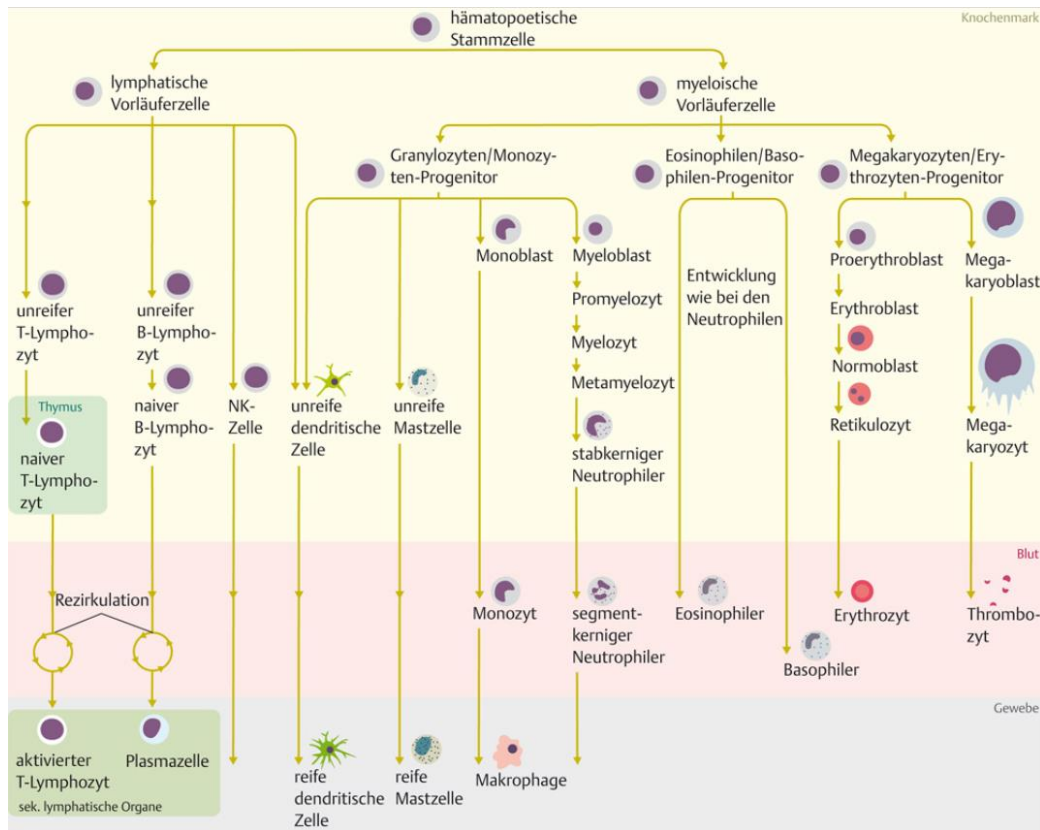 hämatopoetische
Stammzelle
Knochenmark
lymphatische
Vorläuferzelle
myeloische
Vorläuferzelle
Granylozyten/Monozy-
ten-Progenitor
Eosinophilen/Baso-
philen-Progenitor
Megakaryozyten/Ery-
throzyten-Progenitor
Monoblast
Myeloblast
Promyelozyt
Myelozyt
Metamyelozyt
stabkerniger
Neutrophiler
Entwicklung
wie bei den
Neutrophilen
Proerythroblast
Erythroblast
Normoblast
Retikulozyt
Mega-
karyoblast
Mega-
karyozyt
unreifer
T-Lympho-
zyt
unreifer
B-Lympho-
zyt
Thymus
naiver
T-Lympho-
zyt
naiver
B-Lympho-
zyt
NK-
Zelle
unreife
dendritische
Zelle
unreife
Mastzelle
Blut
Rezirkulation
Monozyt
segment-
kerniger
Neutrophiler
Eosinophiler
Basophiler
Erythrozyt
Thrombo-
zyt
Gewebe
aktivierter
T-Lymphozyt
Plasmazelle
sek. lymphatische Organe
reife
dendritische
Zelle
reife
Mastzelle
Makrophage